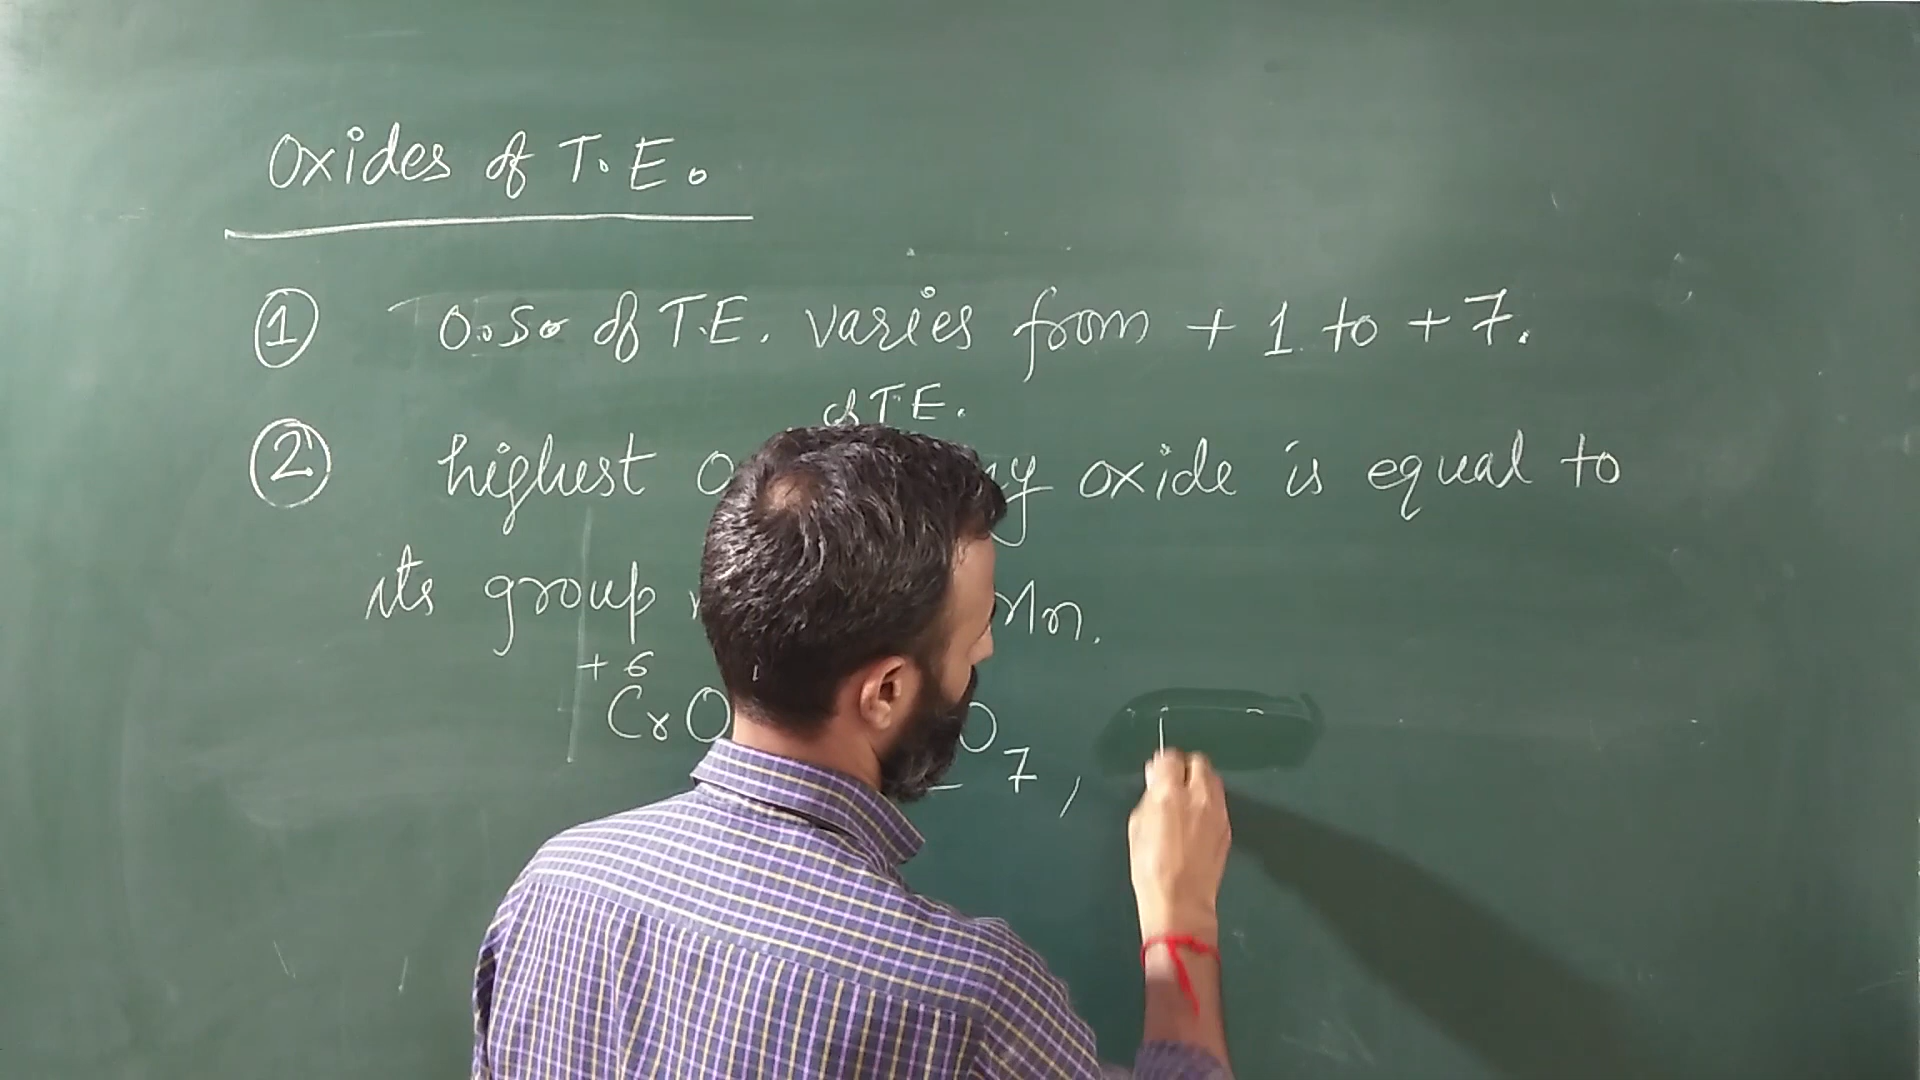 Oxides of T.E.
① O.S. of T.E. varies from + 1 to + 7.
of T.E.
② highest oxide is equal to
its group Mn.
+ 6
CrO O7 ,